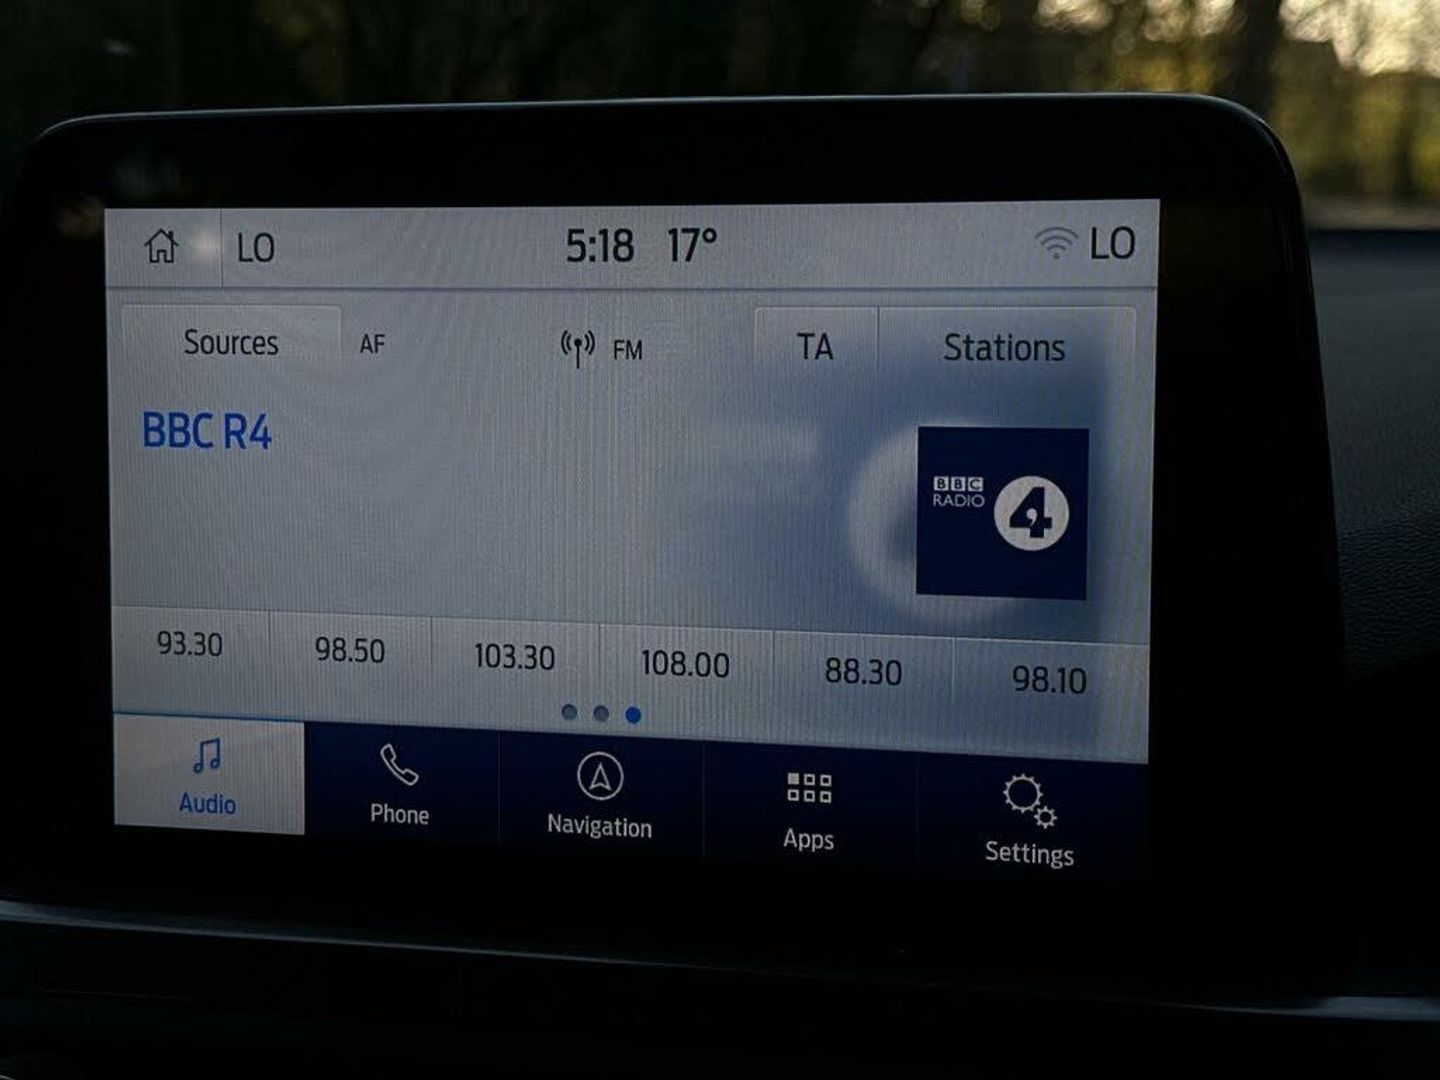 LO 5:18 17° LO
Sources AF FM TA Stations
BBC R4
BBC
RADIO 4
93.30 98.50 103.30 108.00 88.30 98.10
Audio Phone Navigation Apps Settings